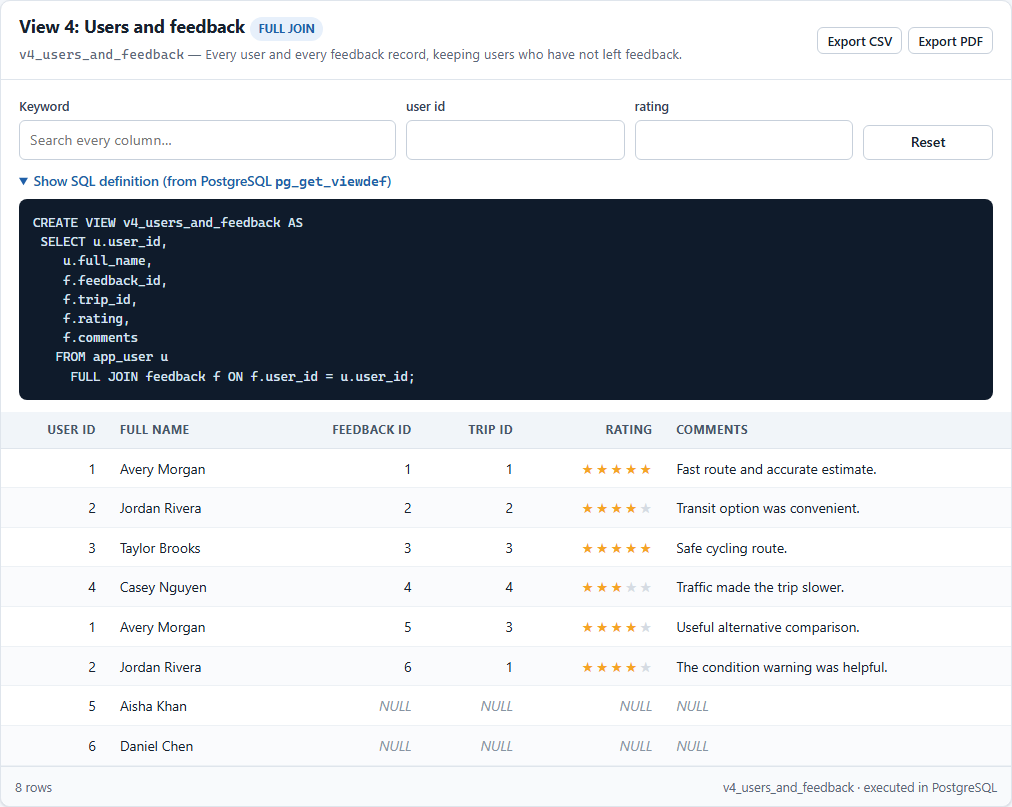 View 4: Users and feedback FULL JOIN
v4_users_and_feedback — Every user and every feedback record, keeping users who have not left feedback.
Export CSV Export PDF
Keyword user id rating
Search every column...
Reset
▼ Show SQL definition (from PostgreSQL pg_get_viewdef)
CREATE VIEW v4_users_and_feedback AS
SELECT u.user_id,
u.full_name,
f.feedback_id,
f.trip_id,
f.rating,
f.comments
FROM app_user u
FULL JOIN feedback f ON f.user_id = u.user_id;
USER ID FULL NAME FEEDBACK ID TRIP ID RATING COMMENTS
1 Avery Morgan 1 1 ★★★★★ Fast route and accurate estimate.
2 Jordan Rivera 2 2 ★★★★★ Transit option was convenient.
3 Taylor Brooks 3 3 ★★★★★ Safe cycling route.
4 Casey Nguyen 4 4 ★★★★★ Traffic made the trip slower.
1 Avery Morgan 5 3 ★★★★★ Useful alternative comparison.
2 Jordan Rivera 6 1 ★★★★★ The condition warning was helpful.
5 Aisha Khan NULL NULL NULL NULL
6 Daniel Chen NULL NULL NULL NULL
8 rows
v4_users_and_feedback · executed in PostgreSQL